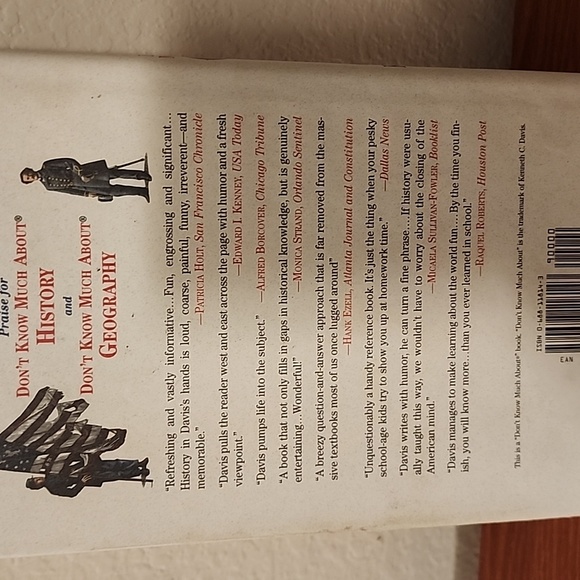 Praise for
DON'T KNOW MUCH ABOUT®
HISTORY
and
DON'T KNOW MUCH ABOUT®
GEOGRAPHY
"Refreshing and vastly informative...Fun, engrossing and significant...
History in Davis's hands is loud, coarse, painful, funny, irreverent—and
memorable."
—PATRICIA HOLT, San Francisco Chronicle
"Davis pulls the reader west and east across the page with humor and a fresh
viewpoint."
—EDWARD I. KENNEY, USA Today
"Davis pumps life into the subject."
—ALFRED BORCOVER, Chicago Tribune
"A book that not only fills in gaps in historical knowledge, but is genuinely
entertaining...Wonderful!"
—MONICA STRAND, Orlando Sentinel
"A breezy question-and-answer approach that is far removed from the mas-
sive textbooks most of us once lugged around"
—HANK EZELL, Atlanta Journal and Constitution
"Unquestionably a handy reference book. It's just the thing when your pesky
school-age kids try to show you up at homework time."
—Dallas News
"Davis writes with humor, he can turn a fine phrase....If history were usu-
ally taught this way, we wouldn't have to worry about the closing of the
American mind."
—MICAELA SULLIVAN-FOWLER, Booklist
"Davis manages to make learning about the world fun....By the time you fin-
ish, you will know more...than you ever learned in school."
—RAQUEL ROBERTS, Houston Post
This is a "Don't Know Much About®" book. "Don't Know Much About" is the trademark of Kenneth C. Davis.
ISBN 0-688-11814-3
90000
EAN